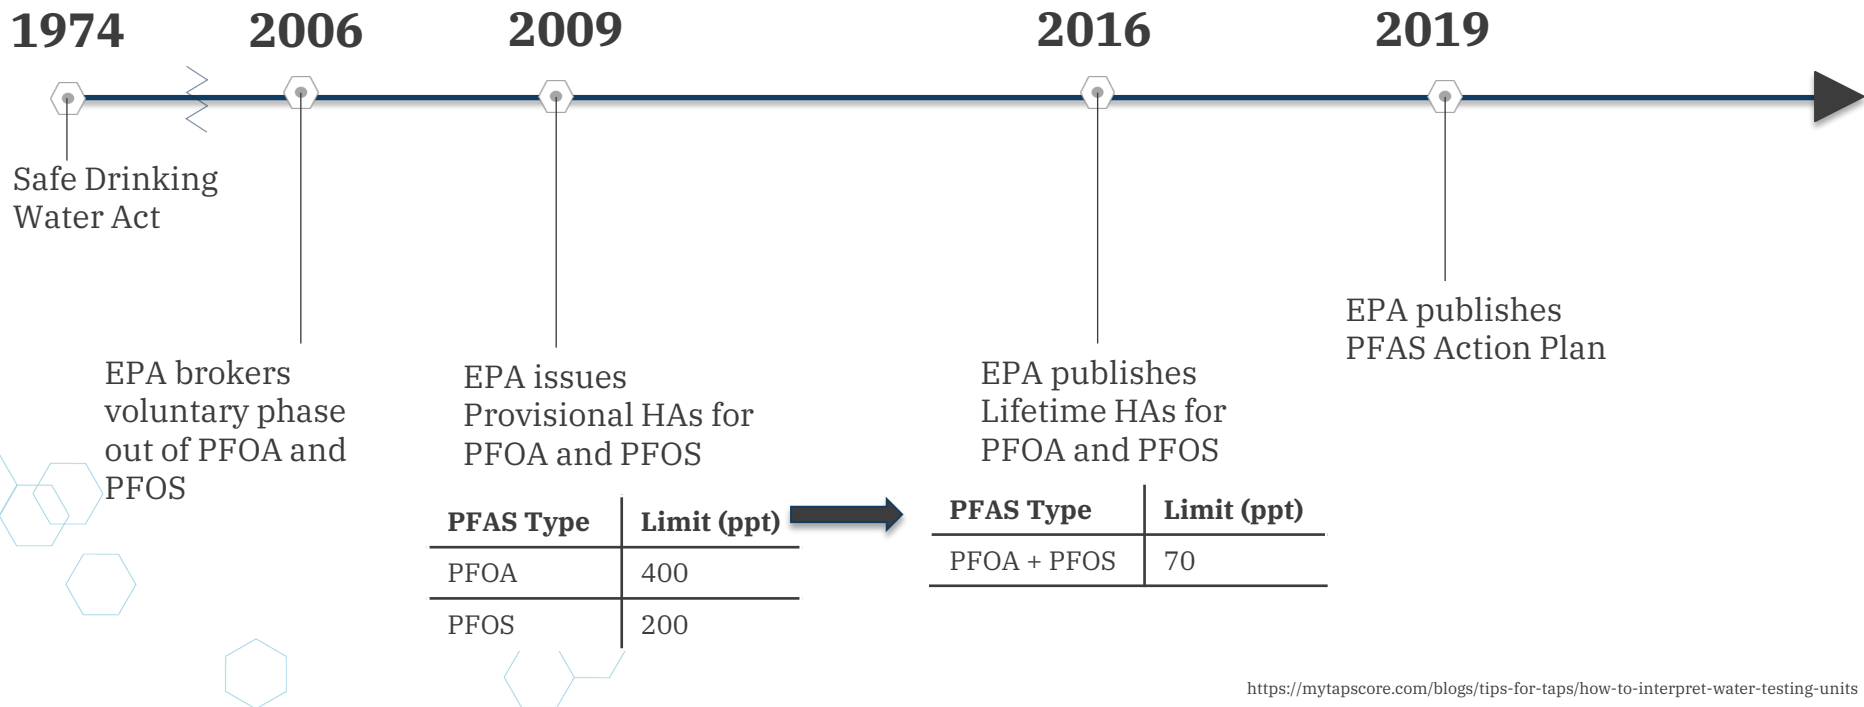 1974
2006
2009
2016
2019
Safe Drinking
Water Act
EPA brokers
voluntary phase
out of PFOA and
PFOS
EPA issues
Provisional HAs for
PFOA and PFOS
PFAS Type Limit (ppt)
PFOA 400
PFOS 200
EPA publishes
Lifetime HAs for
PFOA and PFOS
PFAS Type Limit (ppt)
PFOA + PFOS 70
EPA publishes
PFAS Action Plan
https://mytapscore.com/blogs/tips-for-taps/how-to-interpret-water-testing-units